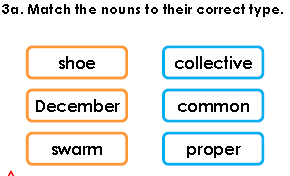 3a. Match the nouns to their correct type.
shoe collective
December common
swarm proper